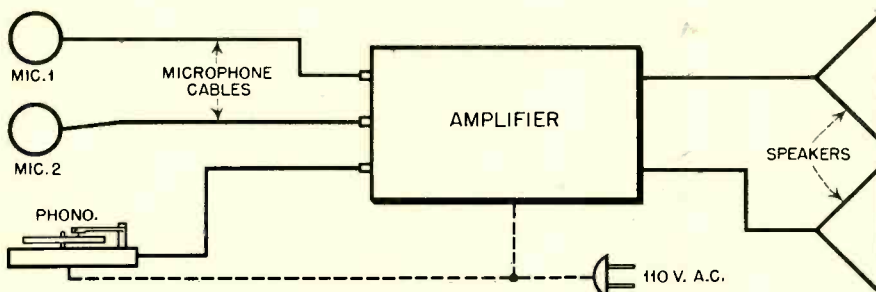 MIC.1
MICROPHONE
CABLES
AMPLIFIER
MIC.2
SPEAKERS
PHONO.
110 V. A.C.